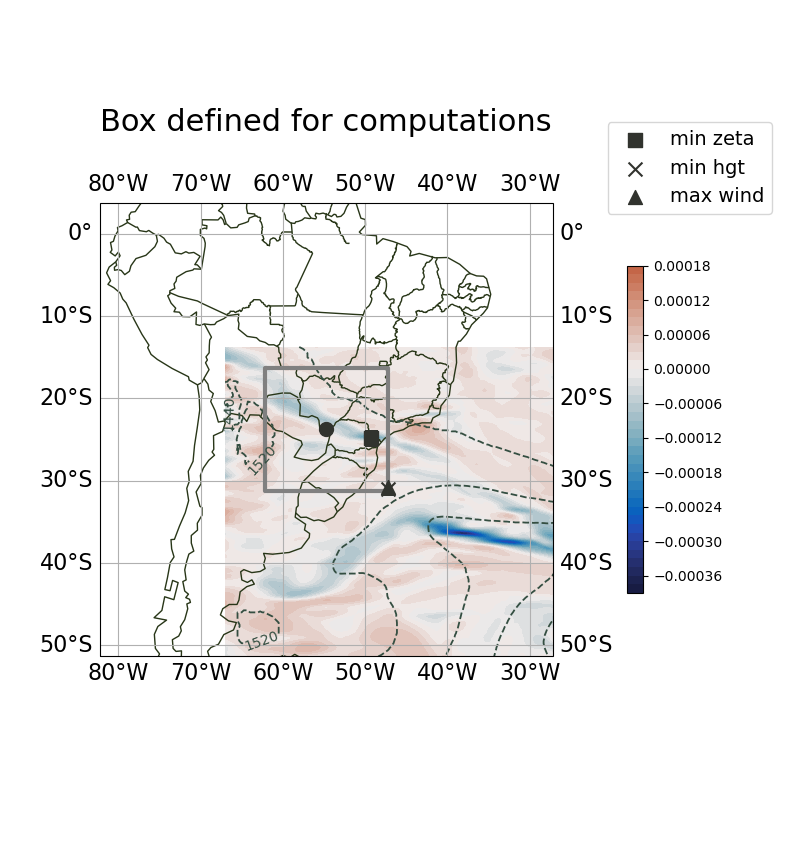 Box defined for computations
min zeta
min hgt
max wind
80°W 70°W 60°W 50°W 40°W 30°W
0° 0°
10°S 10°S
20°S 20°S
30°S 30°S
40°S 40°S
50°S 50°S
80°W 70°W 60°W 50°W 40°W 30°W
1440
1520
1520
0.00018
0.00012
0.00006
0.00000
−0.00006
−0.00012
−0.00018
−0.00024
−0.00030
−0.00036